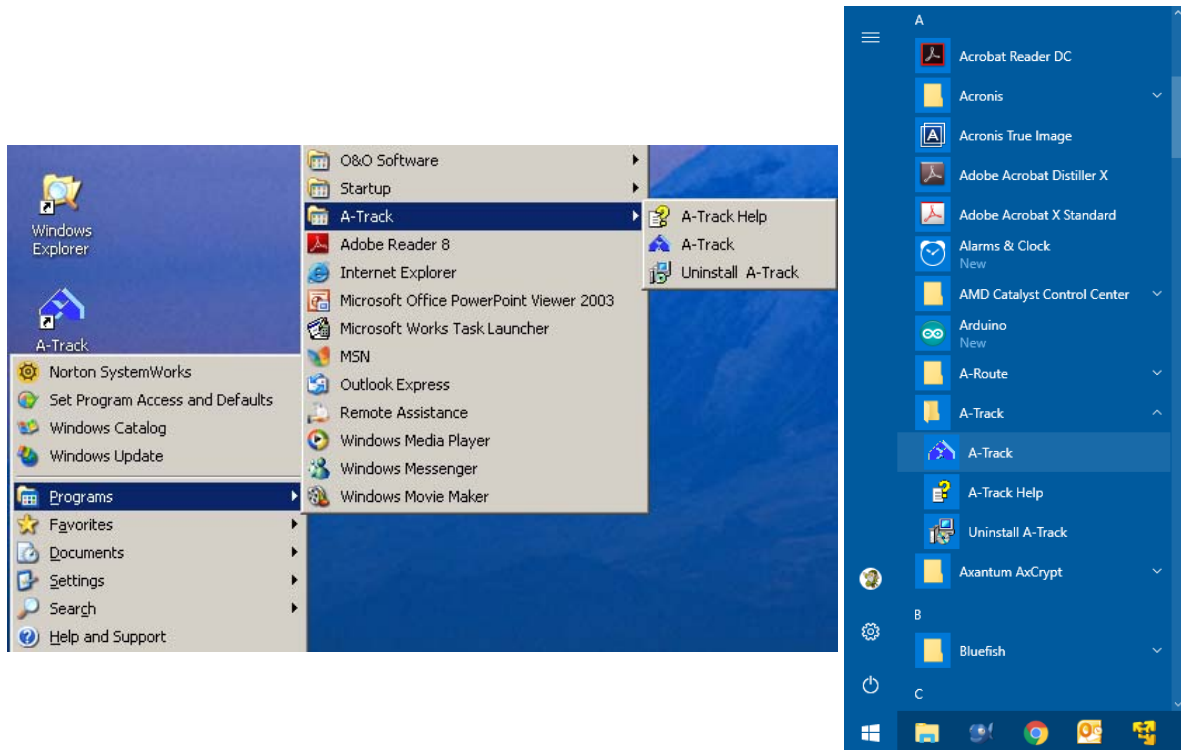 Windows
Explorer
A-Track
Norton SystemWorks
Set Program Access and Defaults
Windows Catalog
Windows Update
Programs
Favorites
Documents
Settings
Search
Help and Support
O&O Software
Startup
A-Track
Adobe Reader 8
Internet Explorer
Microsoft Office PowerPoint Viewer 2003
Microsoft Works Task Launcher
MSN
Outlook Express
Remote Assistance
Windows Media Player
Windows Messenger
Windows Movie Maker
A-Track Help
A-Track
Uninstall A-Track
A
Acrobat Reader DC
Acronis
Acronis True Image
Adobe Acrobat Distiller X
Adobe Acrobat X Standard
Alarms & Clock
New
AMD Catalyst Control Center
Arduino
New
A-Route
A-Track
A-Track
A-Track Help
Uninstall A-Track
Axantum AxCrypt
B
Bluefish
C